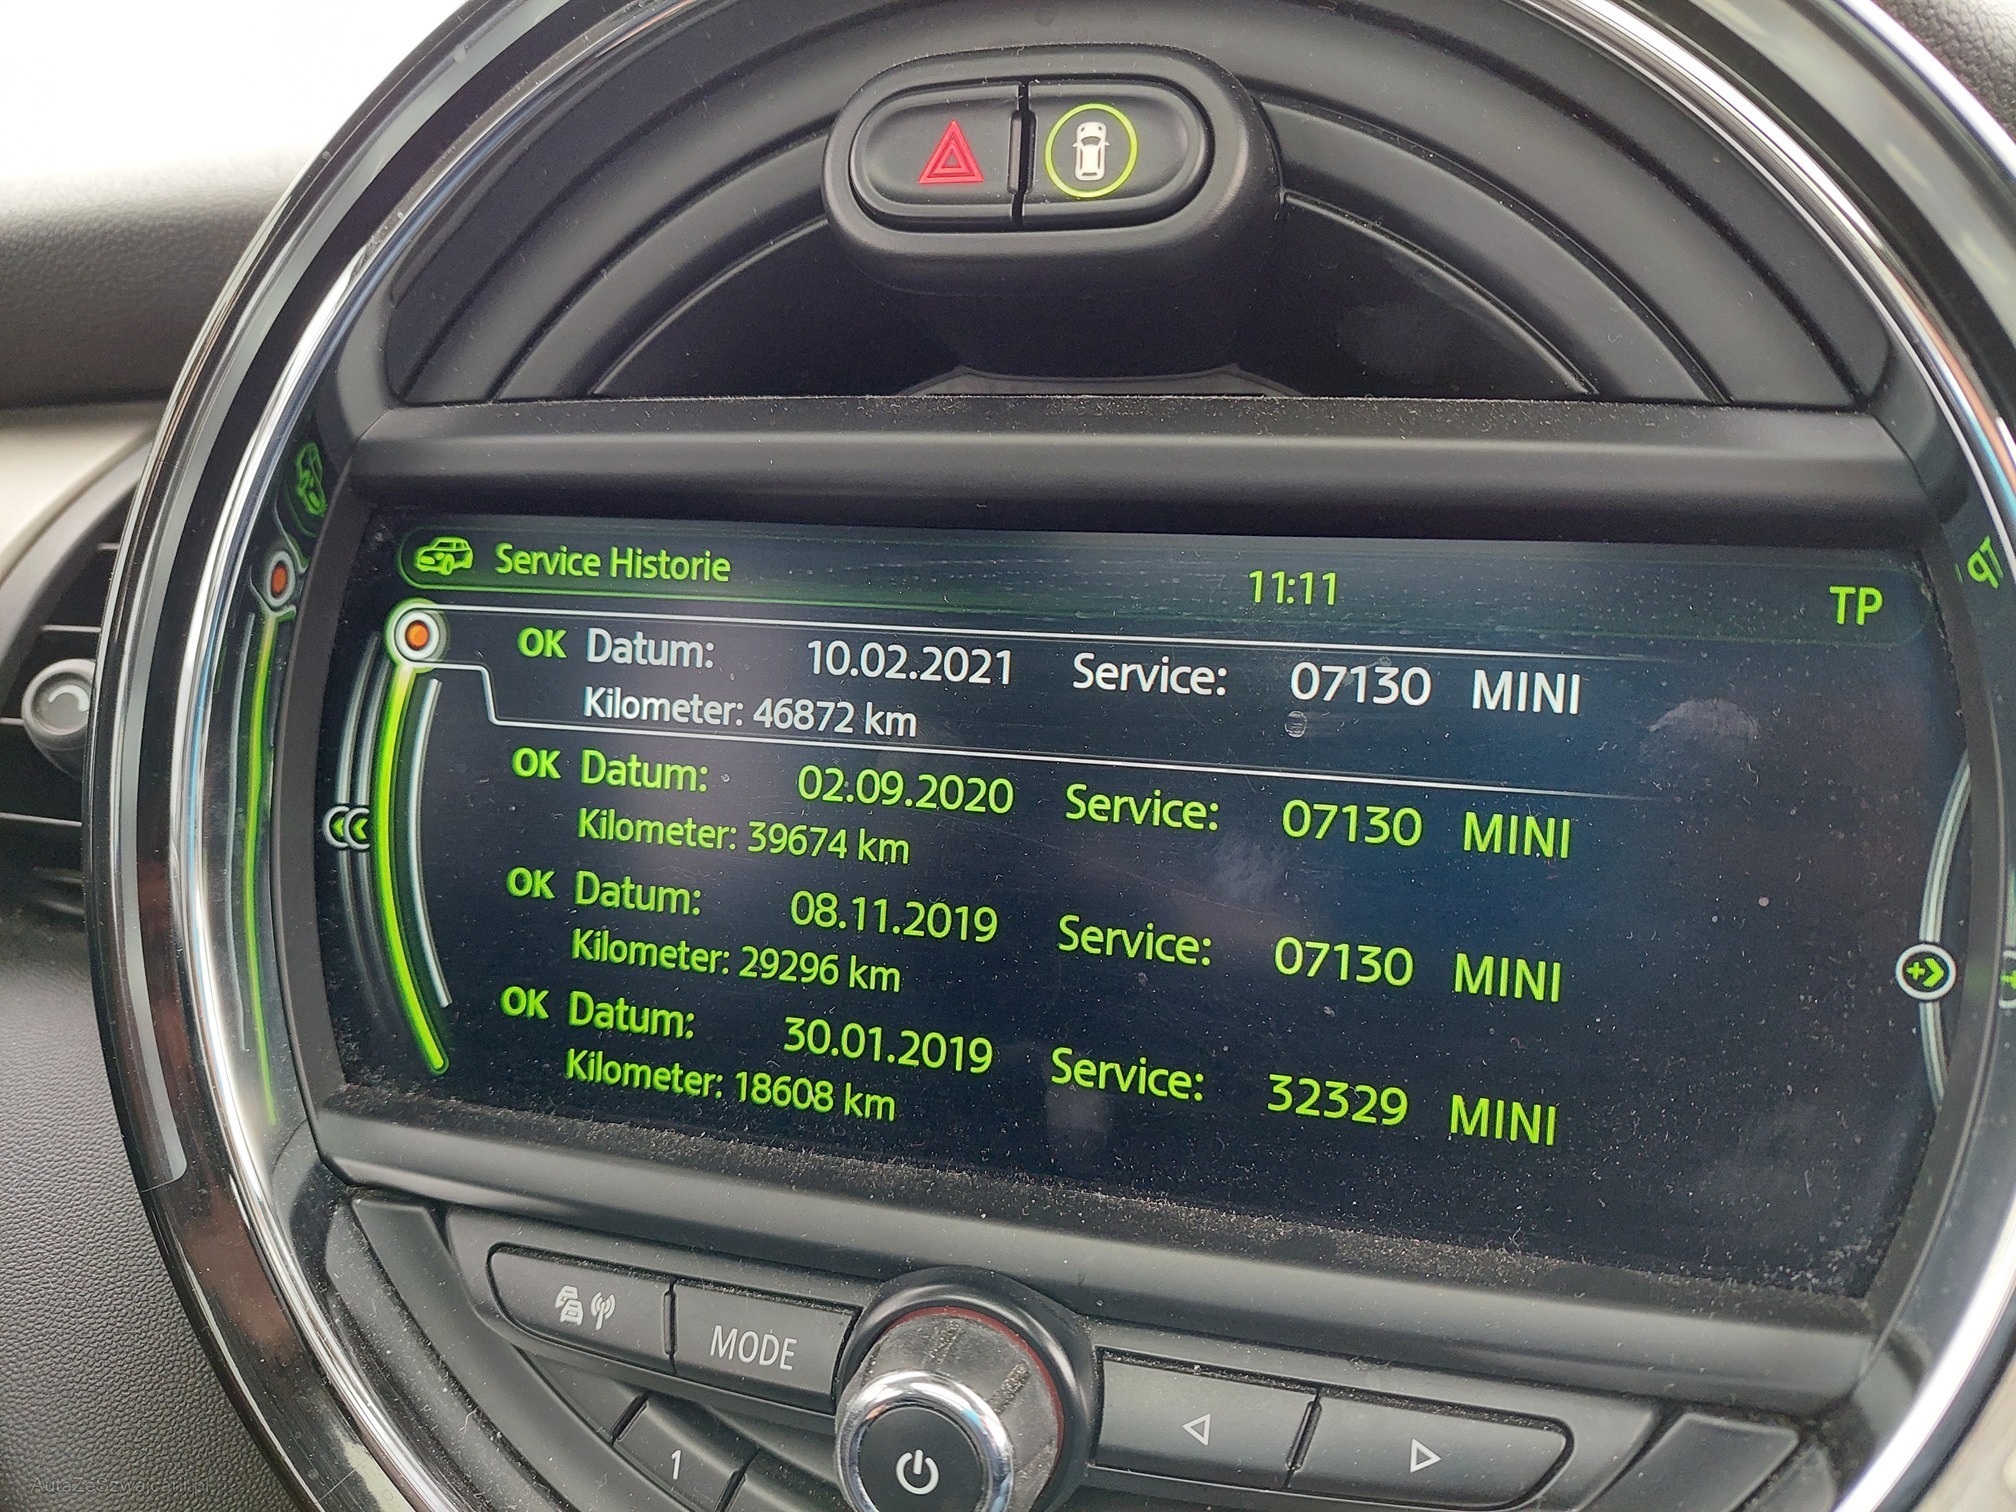 Service Historie 11:11 TP
OK Datum: 10.02.2021 Service: 07130 MINI
Kilometer: 46872 km
OK Datum: 02.09.2020 Service: 07130 MINI
Kilometer: 39674 km
OK Datum: 08.11.2019 Service: 07130 MINI
Kilometer: 29296 km
OK Datum: 30.01.2019 Service: 32329 MINI
Kilometer: 18608 km
MODE
1
AutaZeSzwajcarii.pl